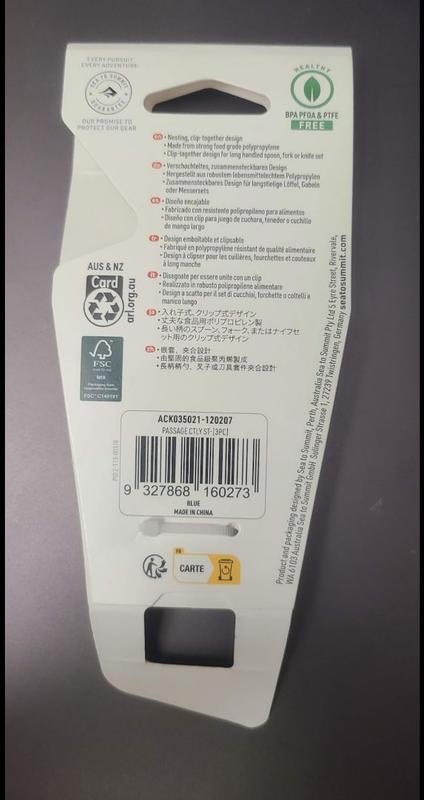 EVERY PURSUIT
EVERY ADVENTURE
SEA TO SUMMIT
GUARANTEE
OUR PROMISE TO
PROTECT OUR GEAR
HEALTHY
BPA PFOA & PTFE
FREE
EN • Nesting, clip-together design
• Made from strong food grade polypropylene
• Clip-together design for long handled spoon, fork or knife set
DE • Verschachteltes, zusammensteckbares Design
• Hergestellt aus robustem lebensmittelechtem Polypropylen
• Zusammensteckbares Design für langstielige Löffel, Gabeln
oder Messersets
ES • Diseño encajable
• Fabricado con resistente polipropileno para alimentos
• Diseño con clip para juego de cuchara, tenedor o cuchillo
de mango largo
• Design emboîtable et clipsable
• Fabriqué en polypropylène résistant de qualité alimentaire
• Design à clipser pour les cuillères, fourchettes et couteaux
à long manche
IT • Disegnate per essere unite con un clip
• Realizzato in robusto polipropilene alimentare
• Design a scatto per il set di cucchiai, forchette o coltelli a
manico lungo
• 入れ子式、クリップ式デザイン
• 丈夫な食品用ポリプロピレン製
• 長い柄のスプーン、フォーク、またはナイフセ
ット用のクリップ式デザイン
• 嵌套、夹合設計
• 由堅固的食品級聚丙烯製成
• 長柄柄勺、叉子或刀具套件夹合設計
AUS & NZ
Card
arl.org.au
FSC
MIX
Packaging from
responsible sources
FSC® C140191
ACK035021-120207
PASSAGE CTLY ST-[3PC]
9 327868 160273
BLUE
MADE IN CHINA
FR
CARTE
Product and packaging designed by Sea to Summit, Perth, Australia Sea to Summit Pty Ltd 5 Eyre Street, Rivervale,
WA 6103 Australia Sea to Summit GmbH Sulinger Strasse 1, 27239 Twistringen, Germany seatosummit.com